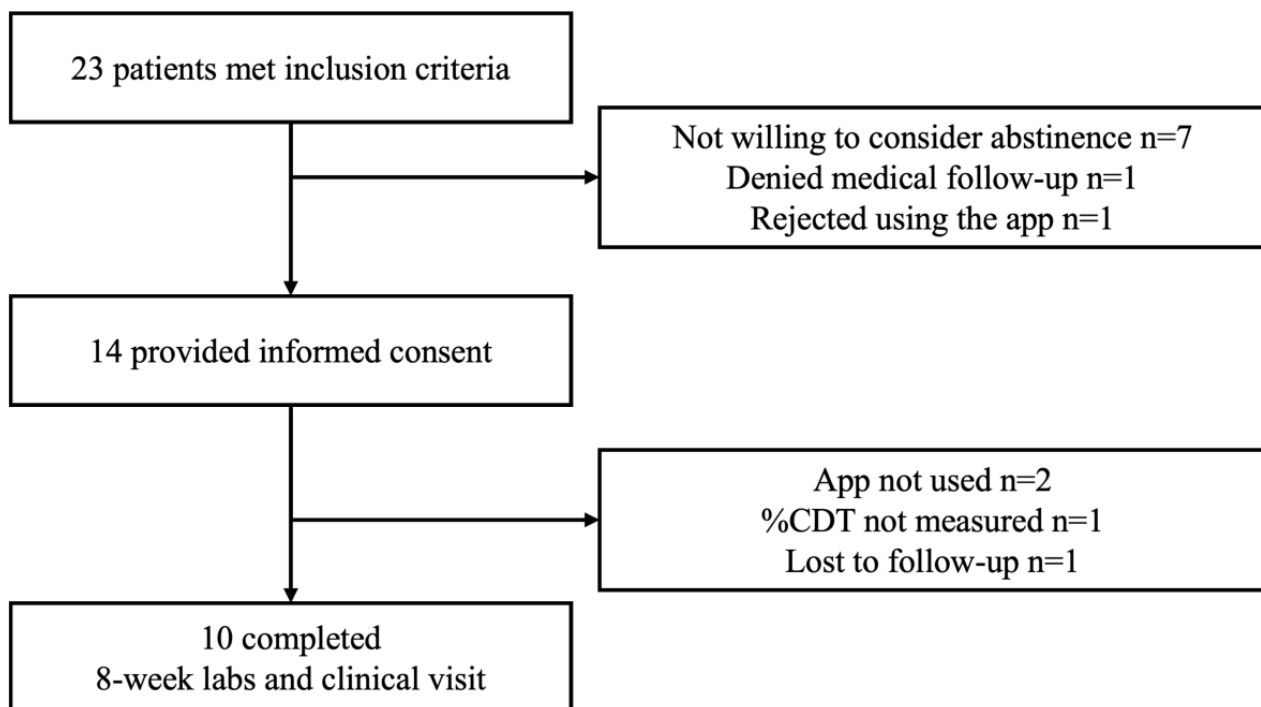 23 patients met inclusion criteria
Not willing to consider abstinence n=7
Denied medical follow-up n=1
Rejected using the app n=1
14 provided informed consent
App not used n=2
%CDT not measured n=1
Lost to follow-up n=1
10 completed
8-week labs and clinical visit